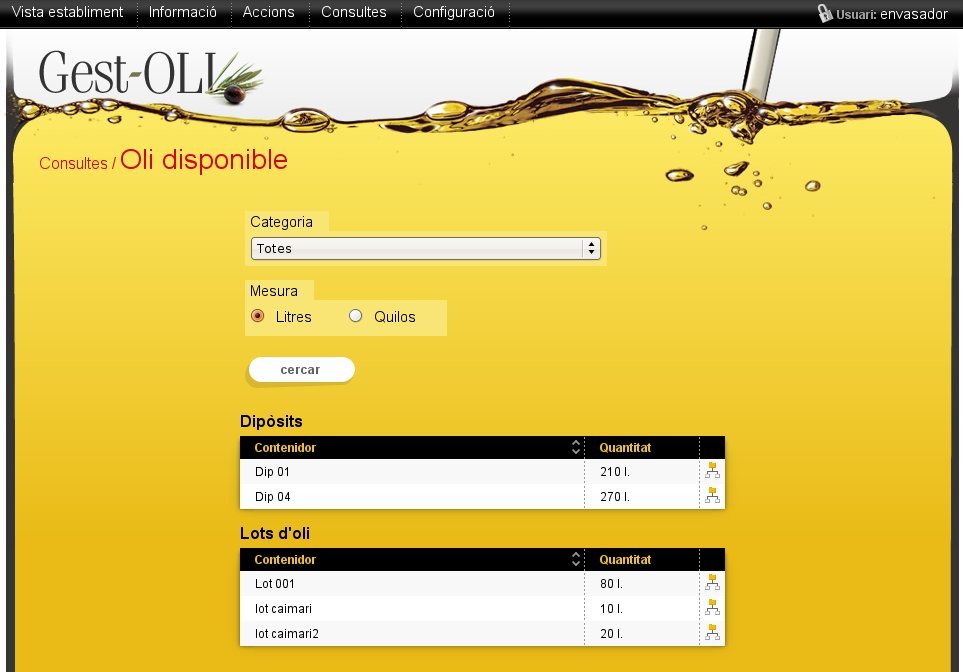 Vista establiment Informació Accions Consultes Configuració Usuari: envasador
Gest-OLI
Consultes / Oli disponible
Categoria
Totes
Mesura
Litres Quilos
cercar
Dipòsits
Contenidor Quantitat
Dip 01 210 l.
Dip 04 270 l.
Lots d'oli
Contenidor Quantitat
Lot 001 80 l.
lot caimari 10 l.
lot caimari2 20 l.